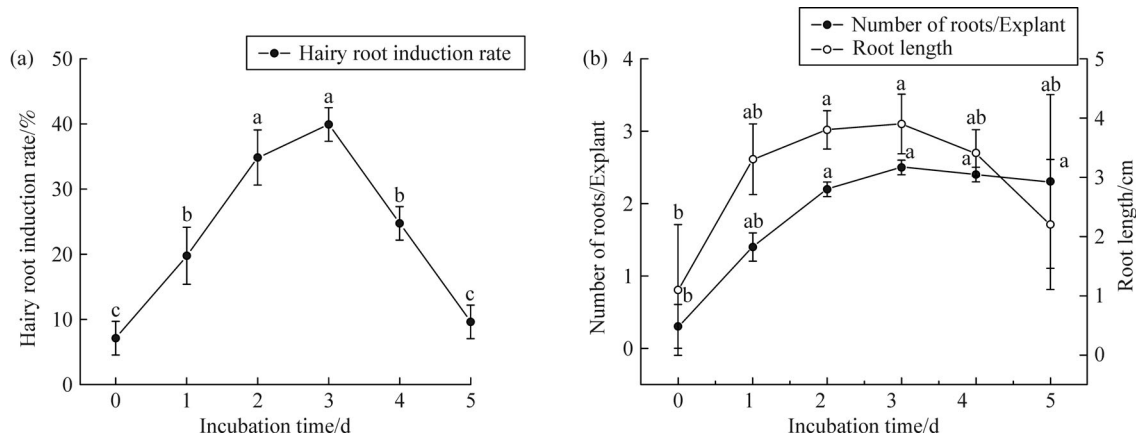 (a)
Hairy root induction rate
Hairy root induction rate/%
50
40
30
20
10
0
c
b
a
a
b
c
0 1 2 3 4 5
Incubation time/d
(b)
Number of roots/Explant
Root length
Number of roots/Explant
4
3
2
1
0
b
ab
a
a
ab
ab
b
ab
a
a
a
a
5
4
3
2
1
0
Root length/cm
0 1 2 3 4 5
Incubation time/d